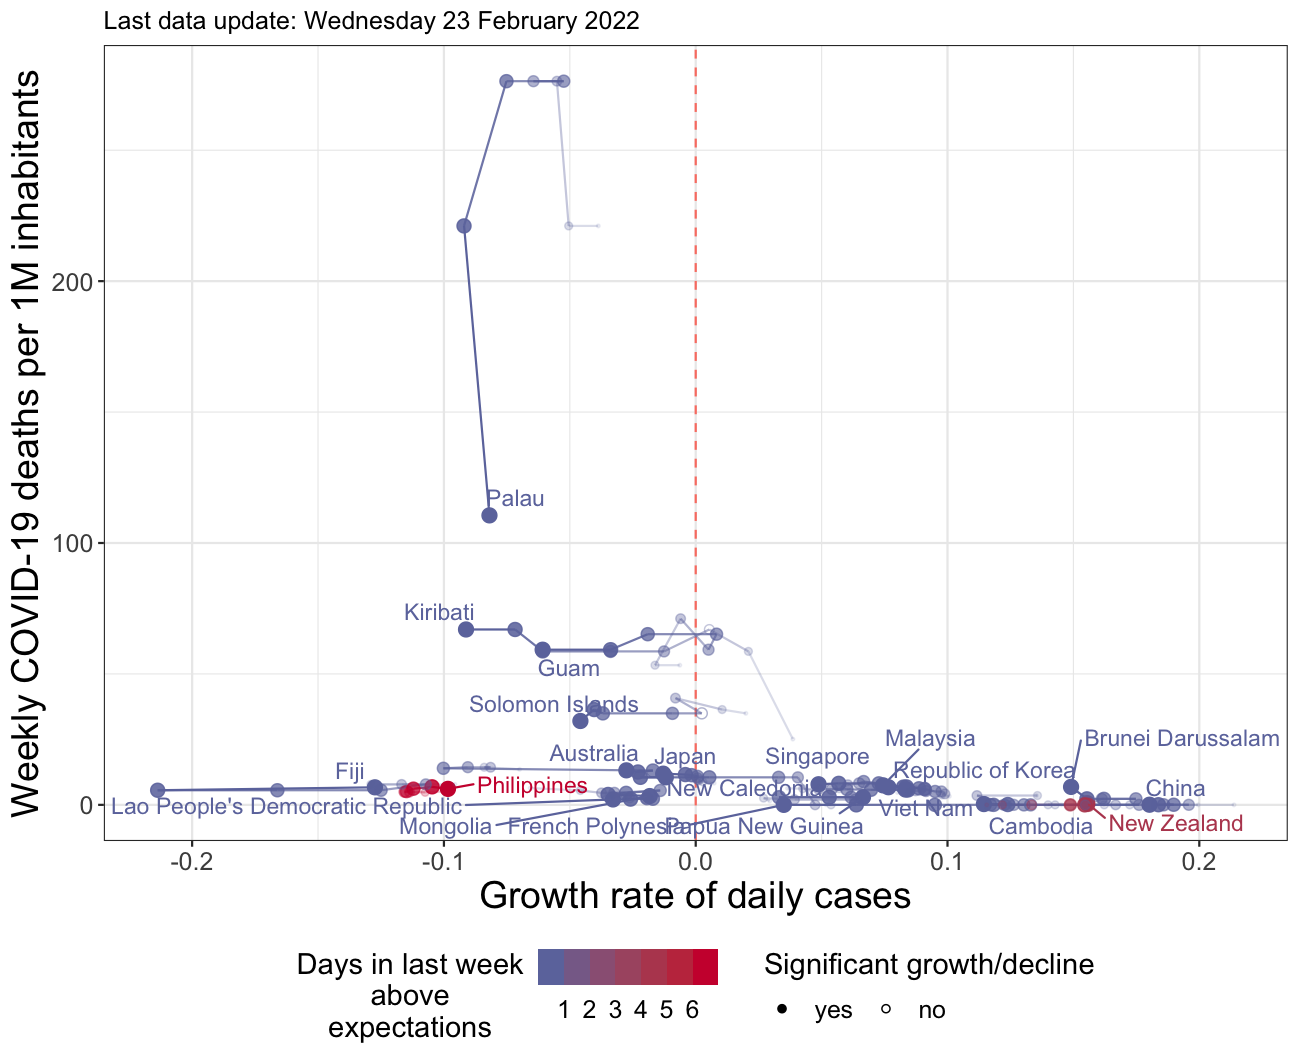 Last data update: Wednesday 23 February 2022
Weekly COVID-19 deaths per 1M inhabitants
200
100
0
Palau
Kiribati
Guam
Solomon Islands
Australia
Japan
Singapore
Malaysia
Brunei Darussalam
Fiji
Republic of Korea
Philippines
New Caledonia
China
Lao People's Democratic Republic
Viet Nam
Mongolia
French Polynesia
Papua New Guinea
Cambodia
New Zealand
-0.2 -0.1 0.0 0.1 0.2
Growth rate of daily cases
Days in last week
above
expectations
1 2 3 4 5 6
Significant growth/decline
yes no